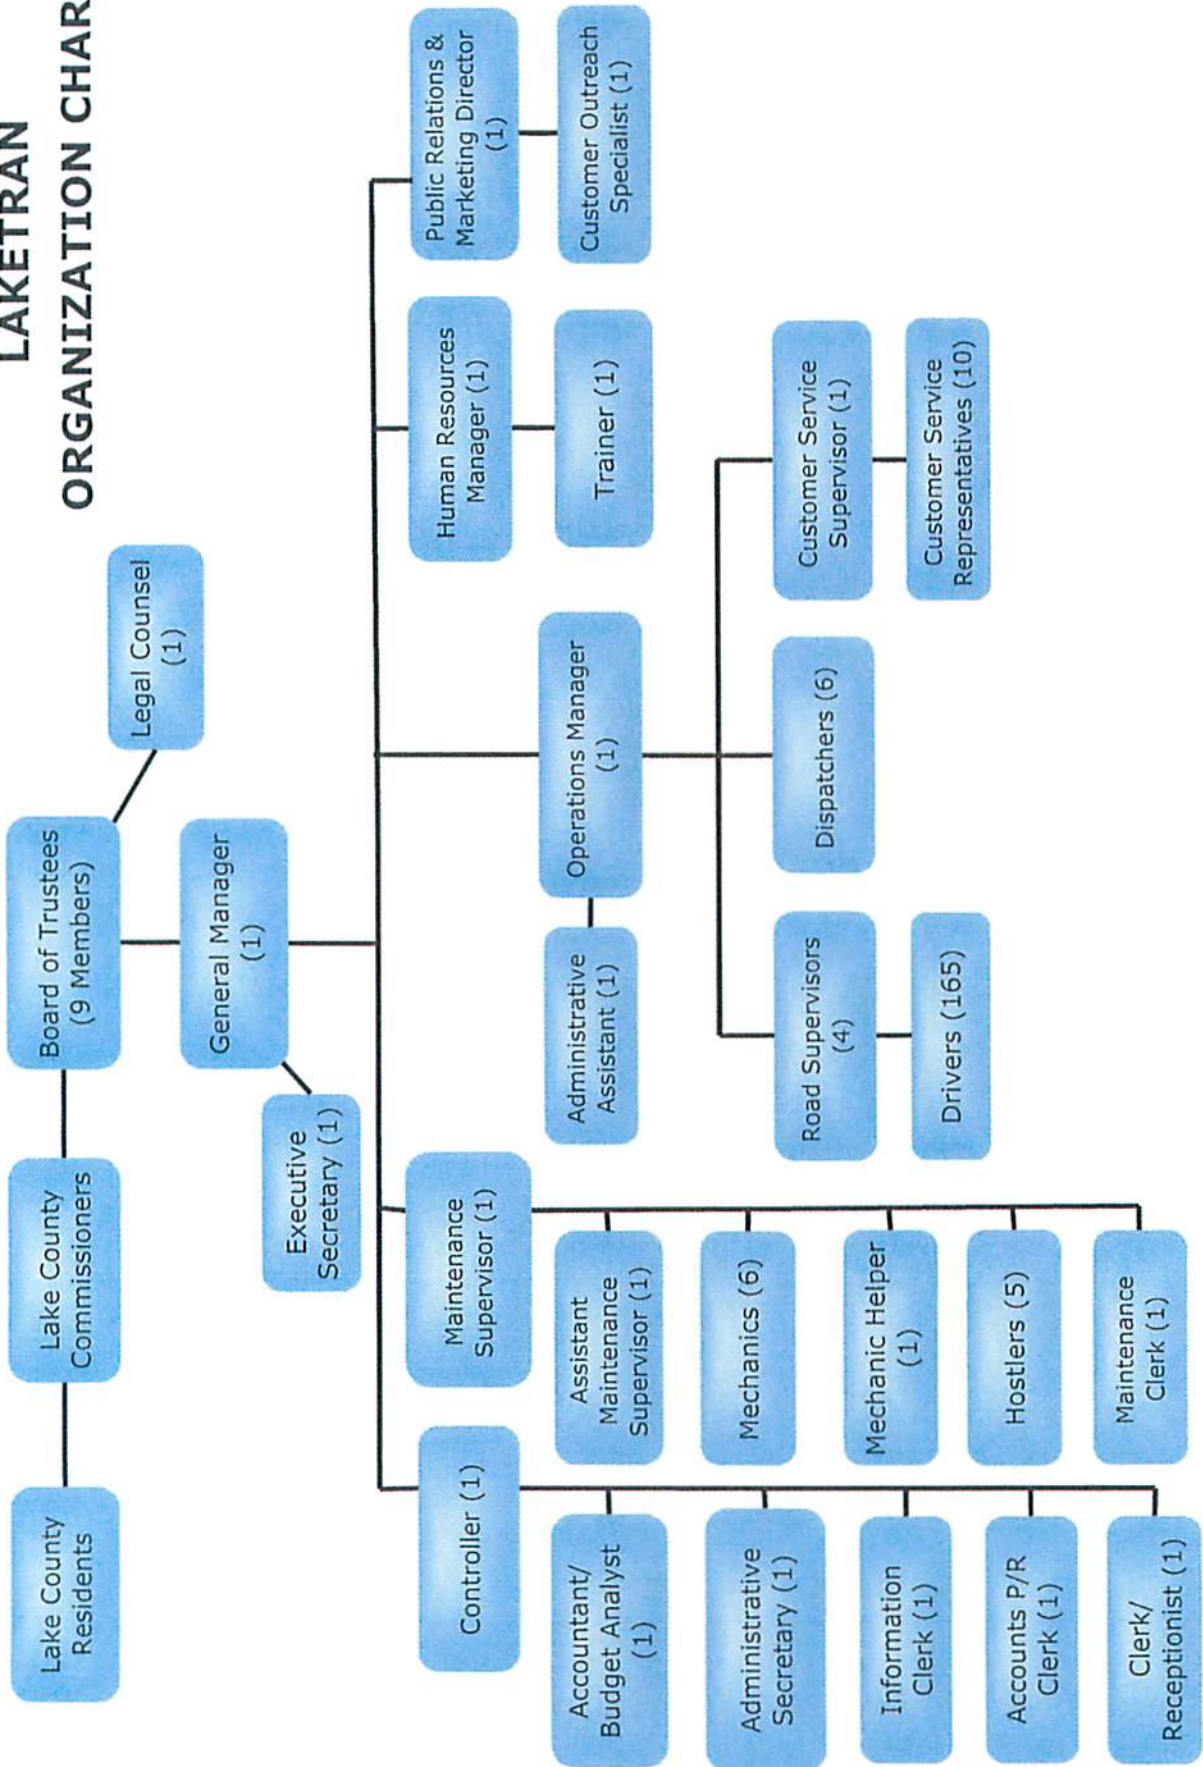 LAKETRAN
ORGANIZATION CHAR
Lake County
Residents
Lake County
Commissioners
Board of Trustees
(9 Members)
Legal Counsel
(1)
General Manager
(1)
Executive
Secretary (1)
Controller (1)
Accountant/
Budget Analyst
(1)
Administrative
Secretary (1)
Information
Clerk (1)
Accounts P/R
Clerk (1)
Clerk/
Receptionist (1)
Maintenance
Supervisor (1)
Assistant
Maintenance
Supervisor (1)
Mechanics (6)
Mechanic Helper
(1)
Hostlers (5)
Maintenance
Clerk (1)
Operations Manager
(1)
Administrative
Assistant (1)
Road Supervisors
(4)
Drivers (165)
Dispatchers (6)
Customer Service
Supervisor (1)
Customer Service
Representatives (10)
Human Resources
Manager (1)
Trainer (1)
Public Relations &
Marketing Director
(1)
Customer Outreach
Specialist (1)